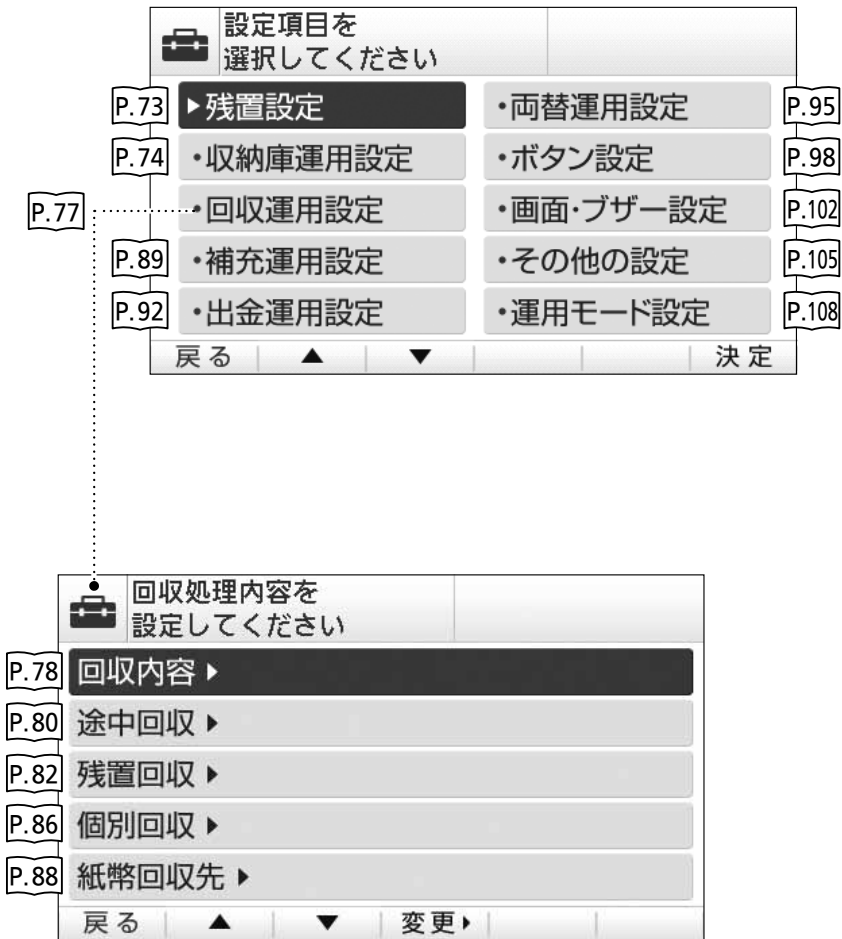 設定項目を
選択してください
P.73 ▶残置設定 ・両替運用設定 P.95
P.74 ・収納庫運用設定 ・ボタン設定 P.98
P.77 ・回収運用設定 ・画面・ブザー設定 P.102
P.89 ・補充運用設定 ・その他の設定 P.105
P.92 ・出金運用設定 ・運用モード設定 P.108
戻る ▲ ▼ 決定
回収処理内容を
設定してください
P.78 回収内容▶
P.80 途中回収▶
P.82 残置回収▶
P.86 個別回収▶
P.88 紙幣回収先▶
戻る ▲ ▼ 変更▶